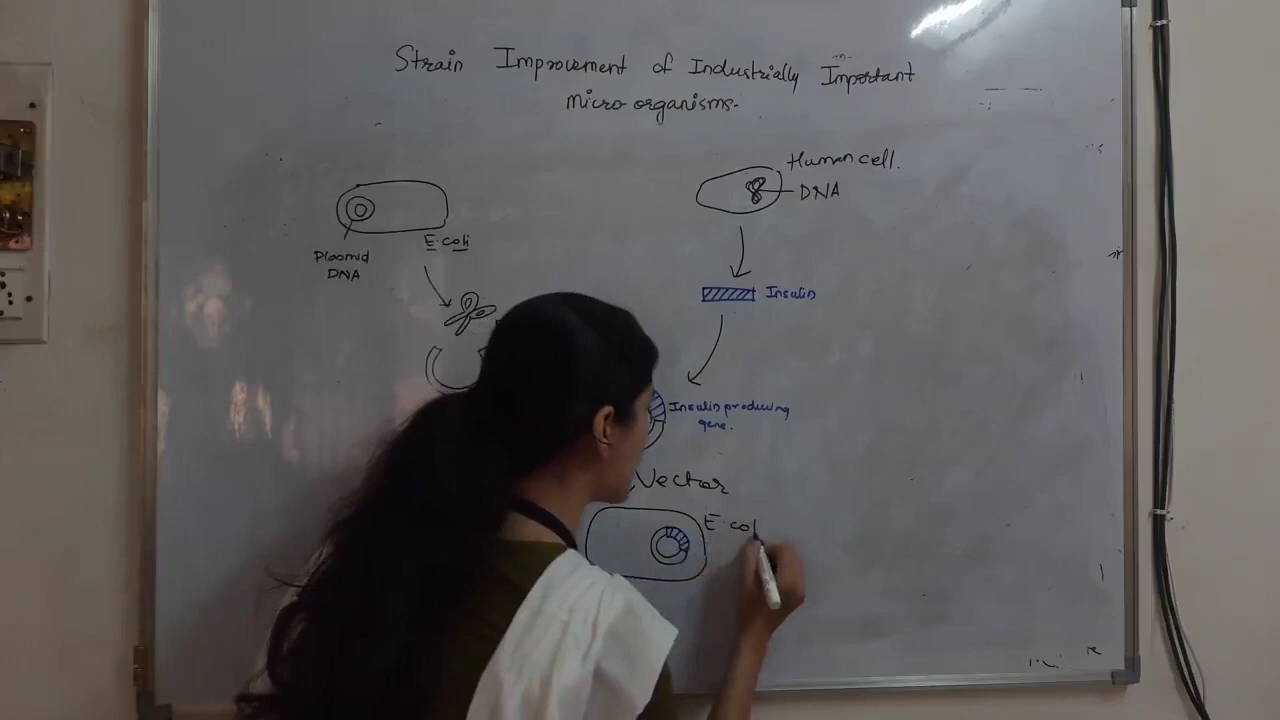 Strain Improvement of Industrially Important
Micro organisms.
Human cell.
DNA
E.coli
Plasmid
DNA
Insulin
Insulin producing
gene.
Vector
E.col